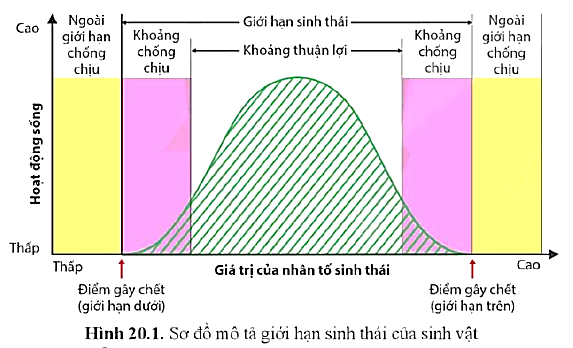 Cao
Ngoài
giới hạn
chống
chịu
Giới hạn sinh thái
Khoảng
chống
chịu
Khoảng thuận lợi
Khoảng
chống
chịu
Ngoài
giới hạn
chống
chịu
Hoạt động sống
Thấp
Thấp
Giá trị của nhân tố sinh thái
Cao
Điểm gây chết
(giới hạn dưới)
Điểm gây chết
(giới hạn trên)
Hình 20.1. Sơ đồ mô tả giới hạn sinh thái của sinh vật